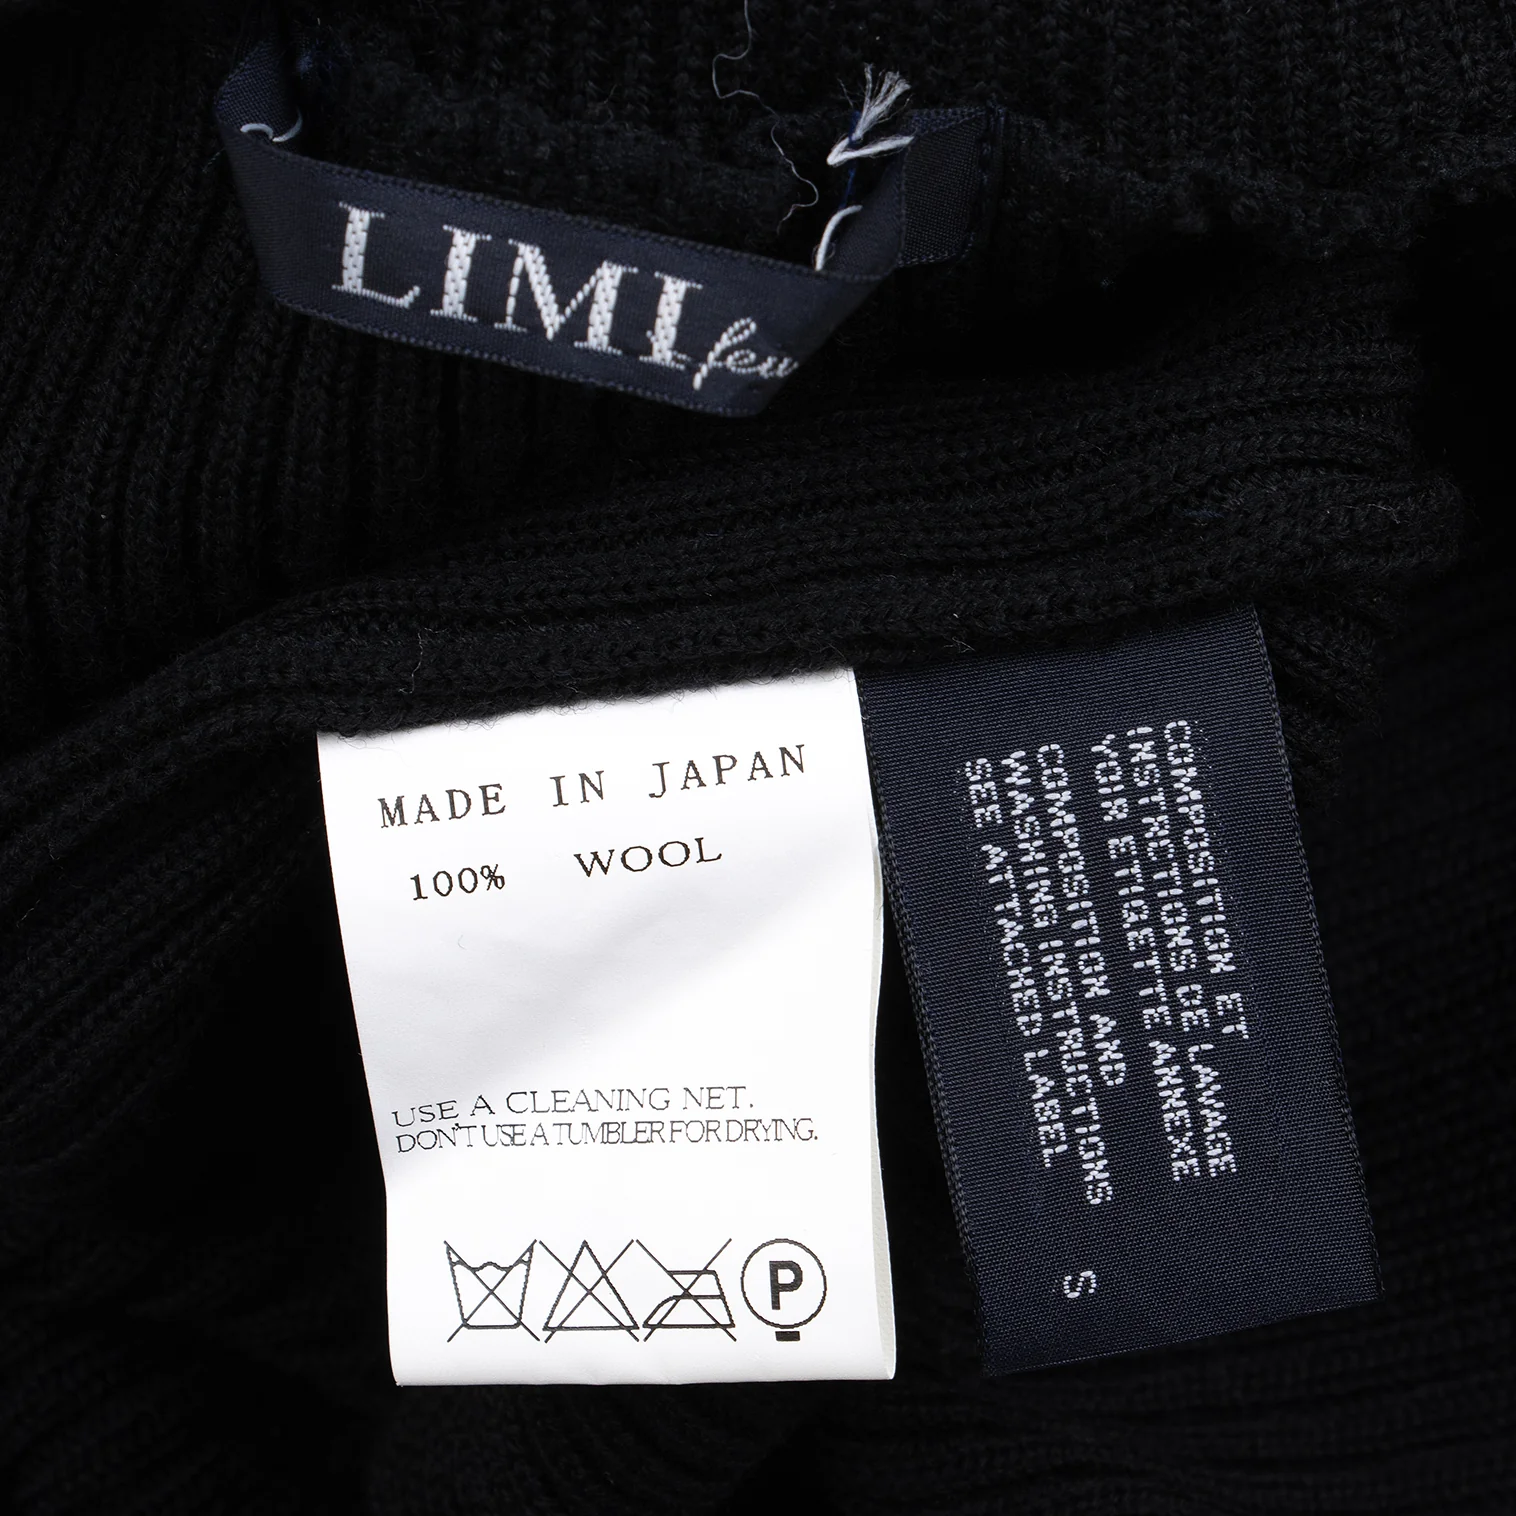 LIMI feu
MADE IN JAPAN
100% WOOL
USE A CLEANING NET.
DON'T USE A TUMBLER FOR DRYING.
P
COMPOSITION ET
INSTRUCTIONS DE LAVAGE
VOIR ETIQUETTE ANNEXE
COMPOSITION AND
WASHING INSTRUCTIONS
SEE ATTACHED LABEL
S